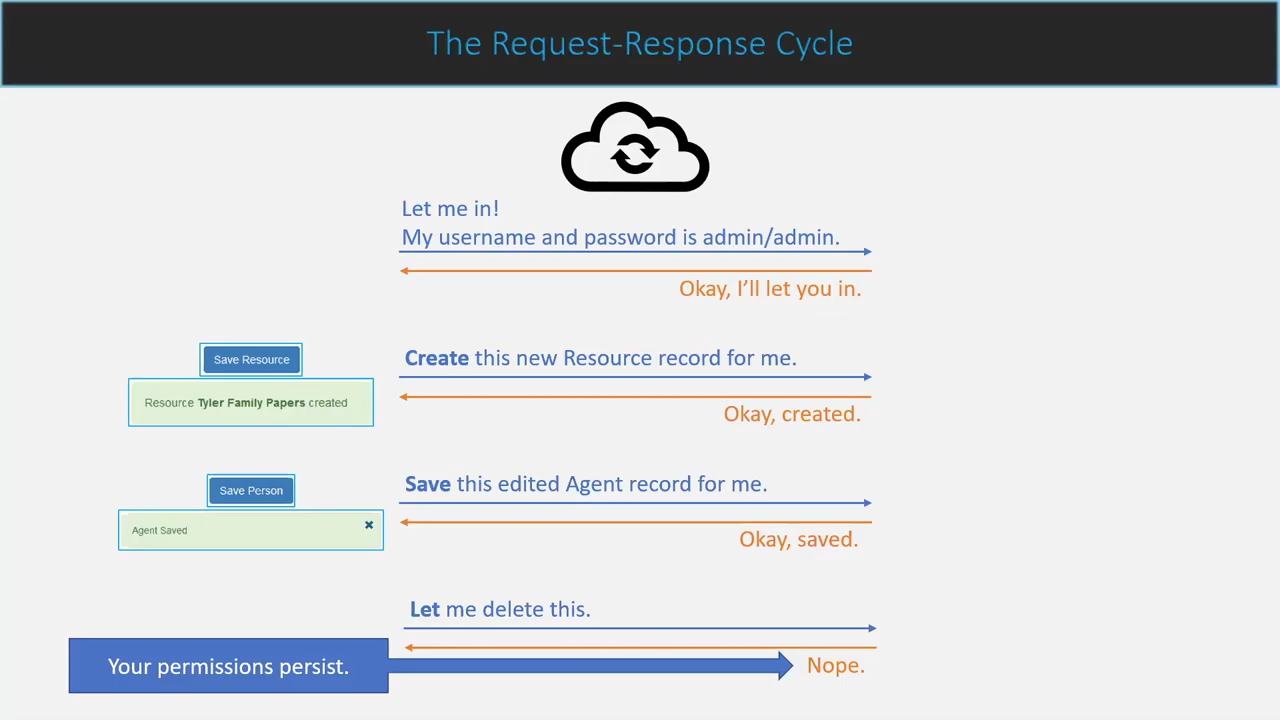 The Request-Response Cycle
Let me in!
My username and password is admin/admin.
Okay, I’ll let you in.
Save Resource
Resource Tyler Family Papers created
Create this new Resource record for me.
Okay, created.
Save Person
Agent Saved
Save this edited Agent record for me.
Okay, saved.
Let me delete this.
Your permissions persist.
Nope.